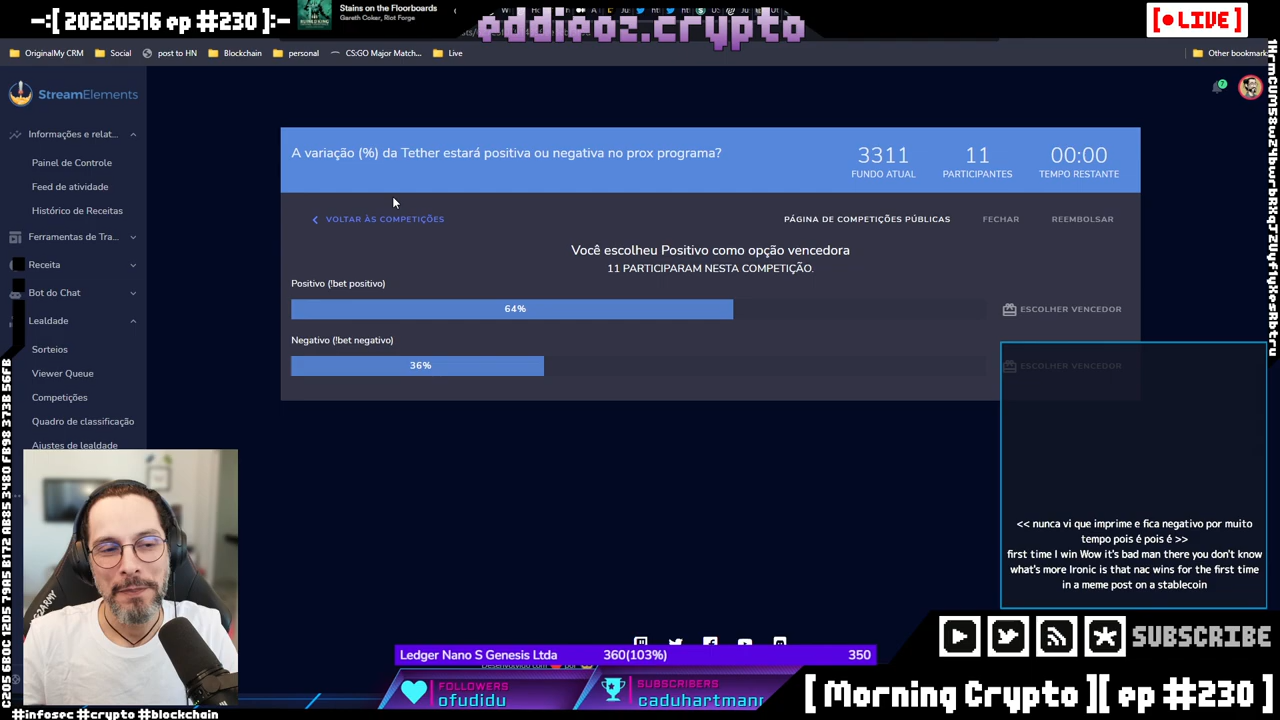 -:[ 20220516 ep #230 ]:-
Stains on the Floorboards
Gareth Coker, Riot Forge
eddieoz.crypto
[ • LIVE ]
OriginalMy CRM
Social
post to HN
Blockchain
personal
CS:GO Major Match...
Live
Other bookmark
StreamElements
7
Informações e relat...
Painel de Controle
Feed de atividade
Histórico de Receitas
Ferramentas de Tra...
Receita
Bot do Chat
Lealdade
Sorteios
Viewer Queue
Competições
Quadro de classificação
Ajustes de lealdade
A variação (%) da Tether estará positiva ou negativa no prox programa?
3311
FUNDO ATUAL
11
PARTICIPANTES
00:00
TEMPO RESTANTE
VOLTAR ÀS COMPETIÇÕES
PÁGINA DE COMPETIÇÕES PÚBLICAS
FECHAR
REEMBOLSAR
Você escolheu Positivo como opção vencedora
11 PARTICIPARAM NESTA COMPETIÇÃO.
Positivo (!bet positivo)
64%
ESCOLHER VENCEDOR
Negativo (!bet negativo)
36%
ESCOLHER VENCEDOR
<< nunca vi que imprime e fica negativo por muito
tempo pois é pois é >>
first time I win Wow it's bad man there you don't know
what's more Ironic is that nac wins for the first time
in a meme post on a stablecoin
SUBSCRIBE
Ledger Nano S Genesis Ltda 360(103%) 350
FOLLOWERS
ofudidu
SUBSCRIBERS
caduhartmann
[ Morning Crypto ][ ep #230 ]
#infosec #crypto #blockchain